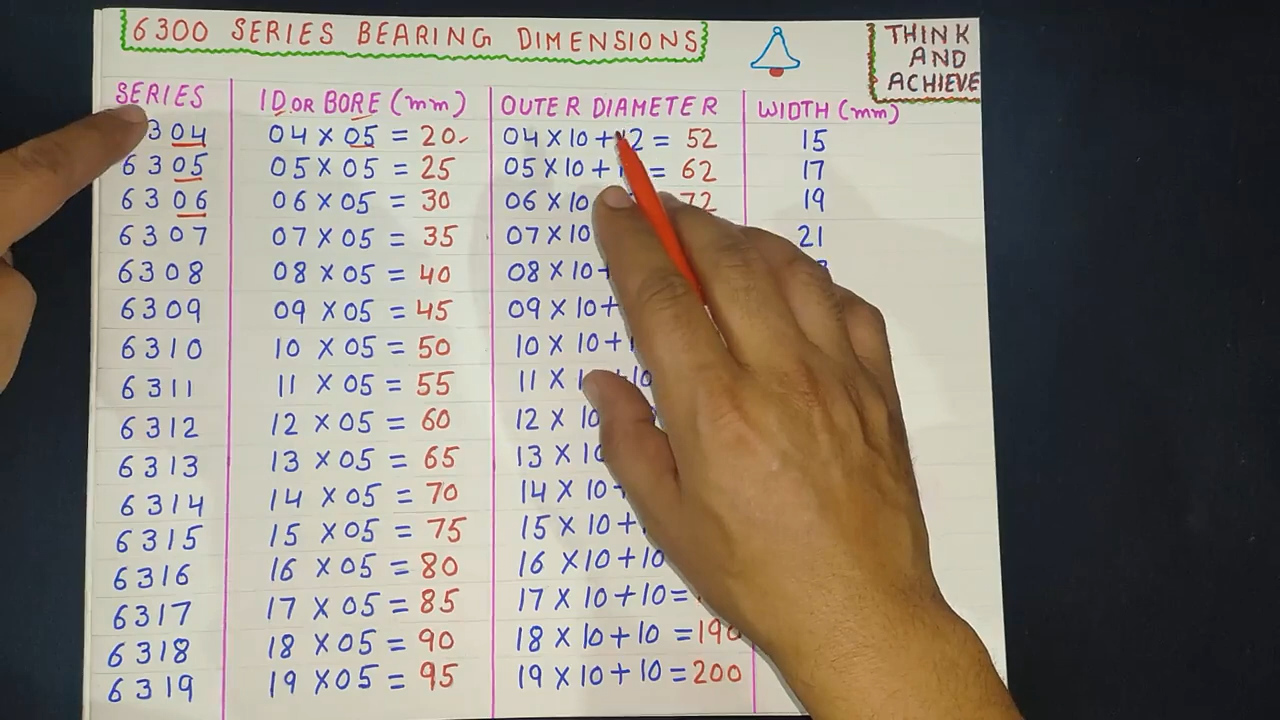 6300 SERIES BEARING DIMENSIONS
THINK
AND
ACHIEVE
SERIES ID OR BORE (mm) OUTER DIAMETER WIDTH (mm)
304 04 X 05 = 20 04 X 10 + 12 = 52 15
6305 05 X 05 = 25 05 X 10 + = 62 17
6306 06 X 05 = 30 06 X 10 72 19
6307 07 X 05 = 35 07 X 10 21
6308 08 X 05 = 40 08 X 10 +
6309 09 X 05 = 45 09 X 10 +
6310 10 X 05 = 50 10 X 10 +
6311 11 X 05 = 55 11 X +10
6312 12 X 05 = 60 12 X 10
6313 13 X 05 = 65 13 X 10
6314 14 X 05 = 70 14 X 10 +
6315 15 X 05 = 75 15 X 10 +
6316 16 X 05 = 80 16 X 10 + 10
6317 17 X 05 = 85 17 X 10 + 10 =
6318 18 X 05 = 90 18 X 10 + 10 = 190
6319 19 X 05 = 95 19 X 10 + 10 = 200